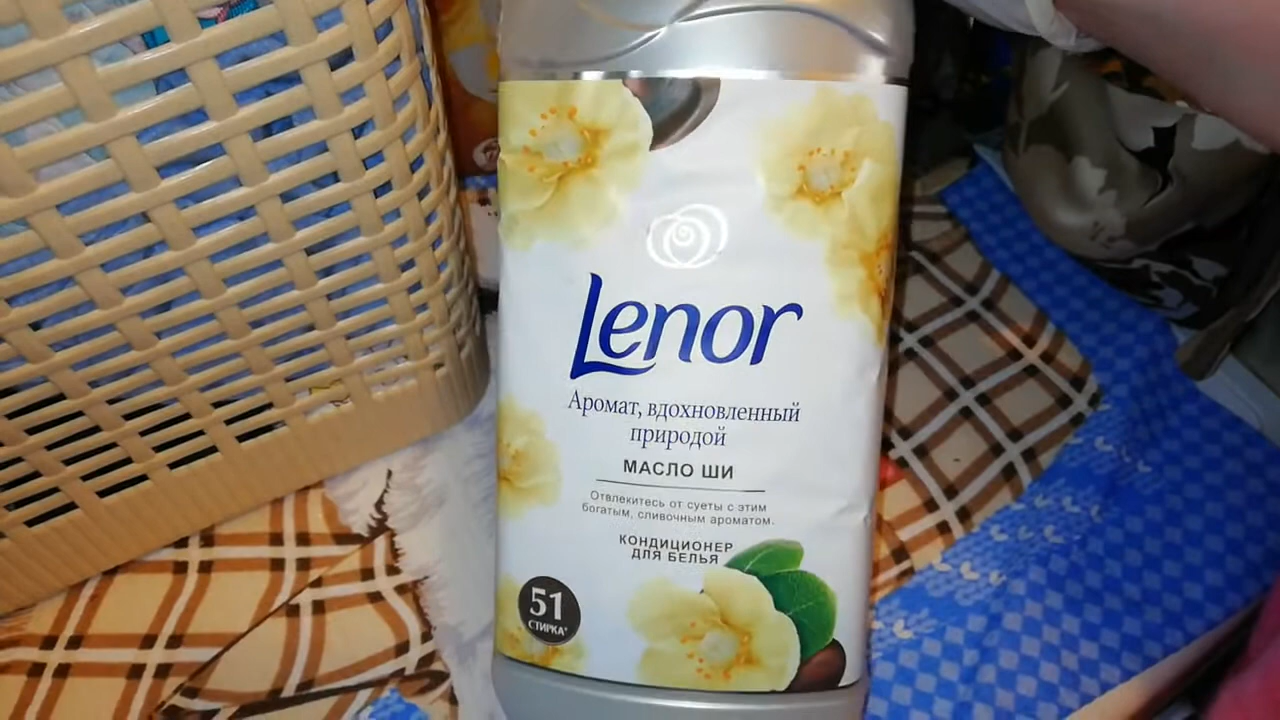 Lenor
Аромат, вдохновленный
природой
МАСЛО ШИ
Отвлекитесь от суеты с этим
богатым, сливочным ароматом.
КОНДИЦИОНЕР
ДЛЯ БЕЛЬЯ
51
СТИРКА*